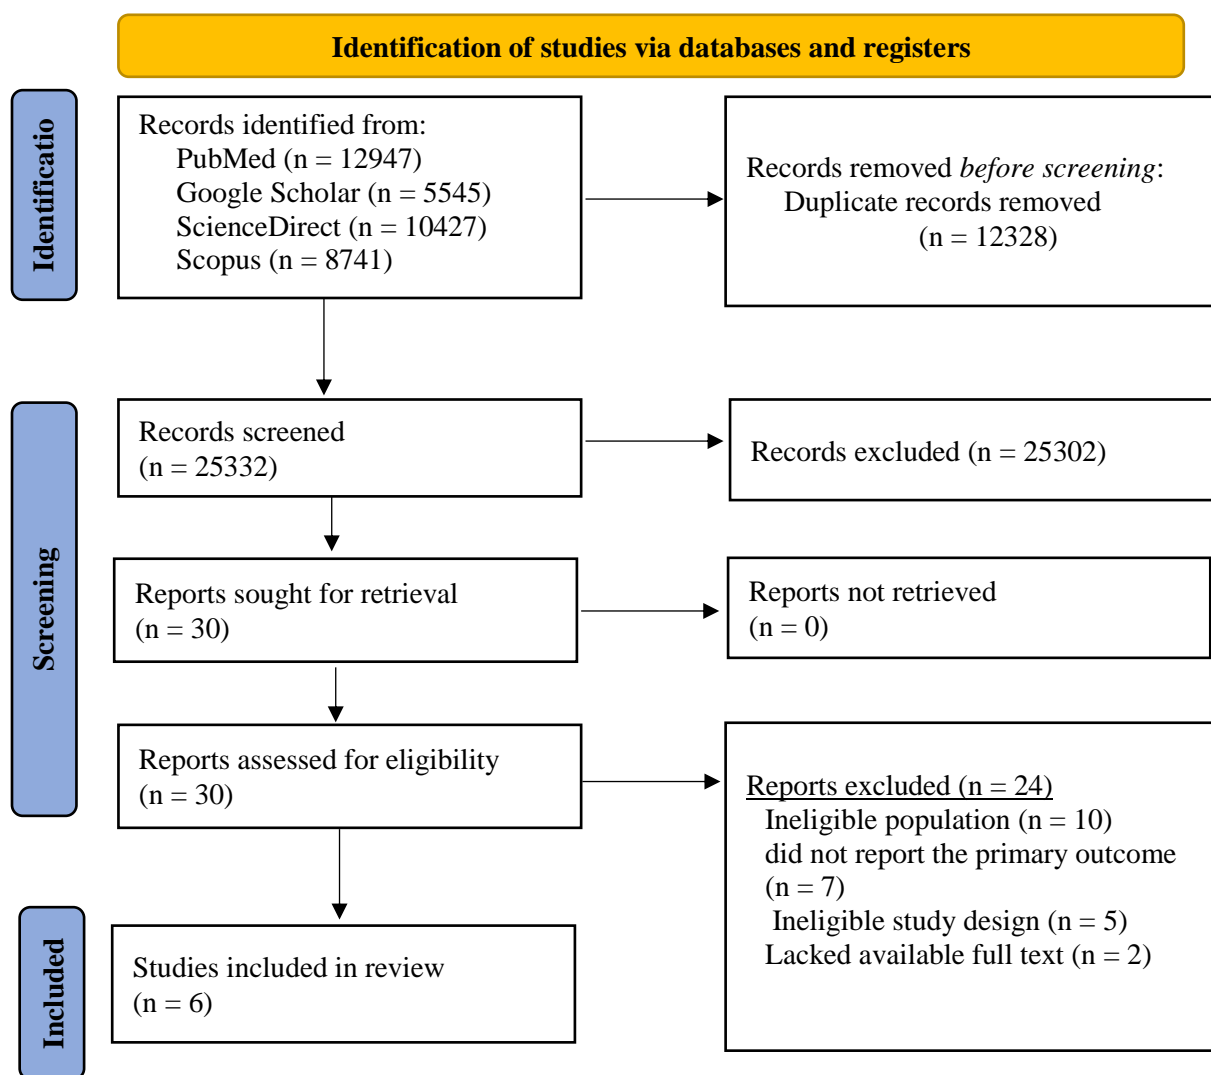 Identification of studies via databases and registers
Identificatio
Records identified from:
PubMed (n = 12947)
Google Scholar (n = 5545)
ScienceDirect (n = 10427)
Scopus (n = 8741)
Records removed before screening:
Duplicate records removed
(n = 12328)
Screening
Records screened
(n = 25332)
Records excluded (n = 25302)
Reports sought for retrieval
(n = 30)
Reports not retrieved
(n = 0)
Reports assessed for eligibility
(n = 30)
Reports excluded (n = 24)
Ineligible population (n = 10)
did not report the primary outcome
(n = 7)
Ineligible study design (n = 5)
Lacked available full text (n = 2)
Included
Studies included in review
(n = 6)